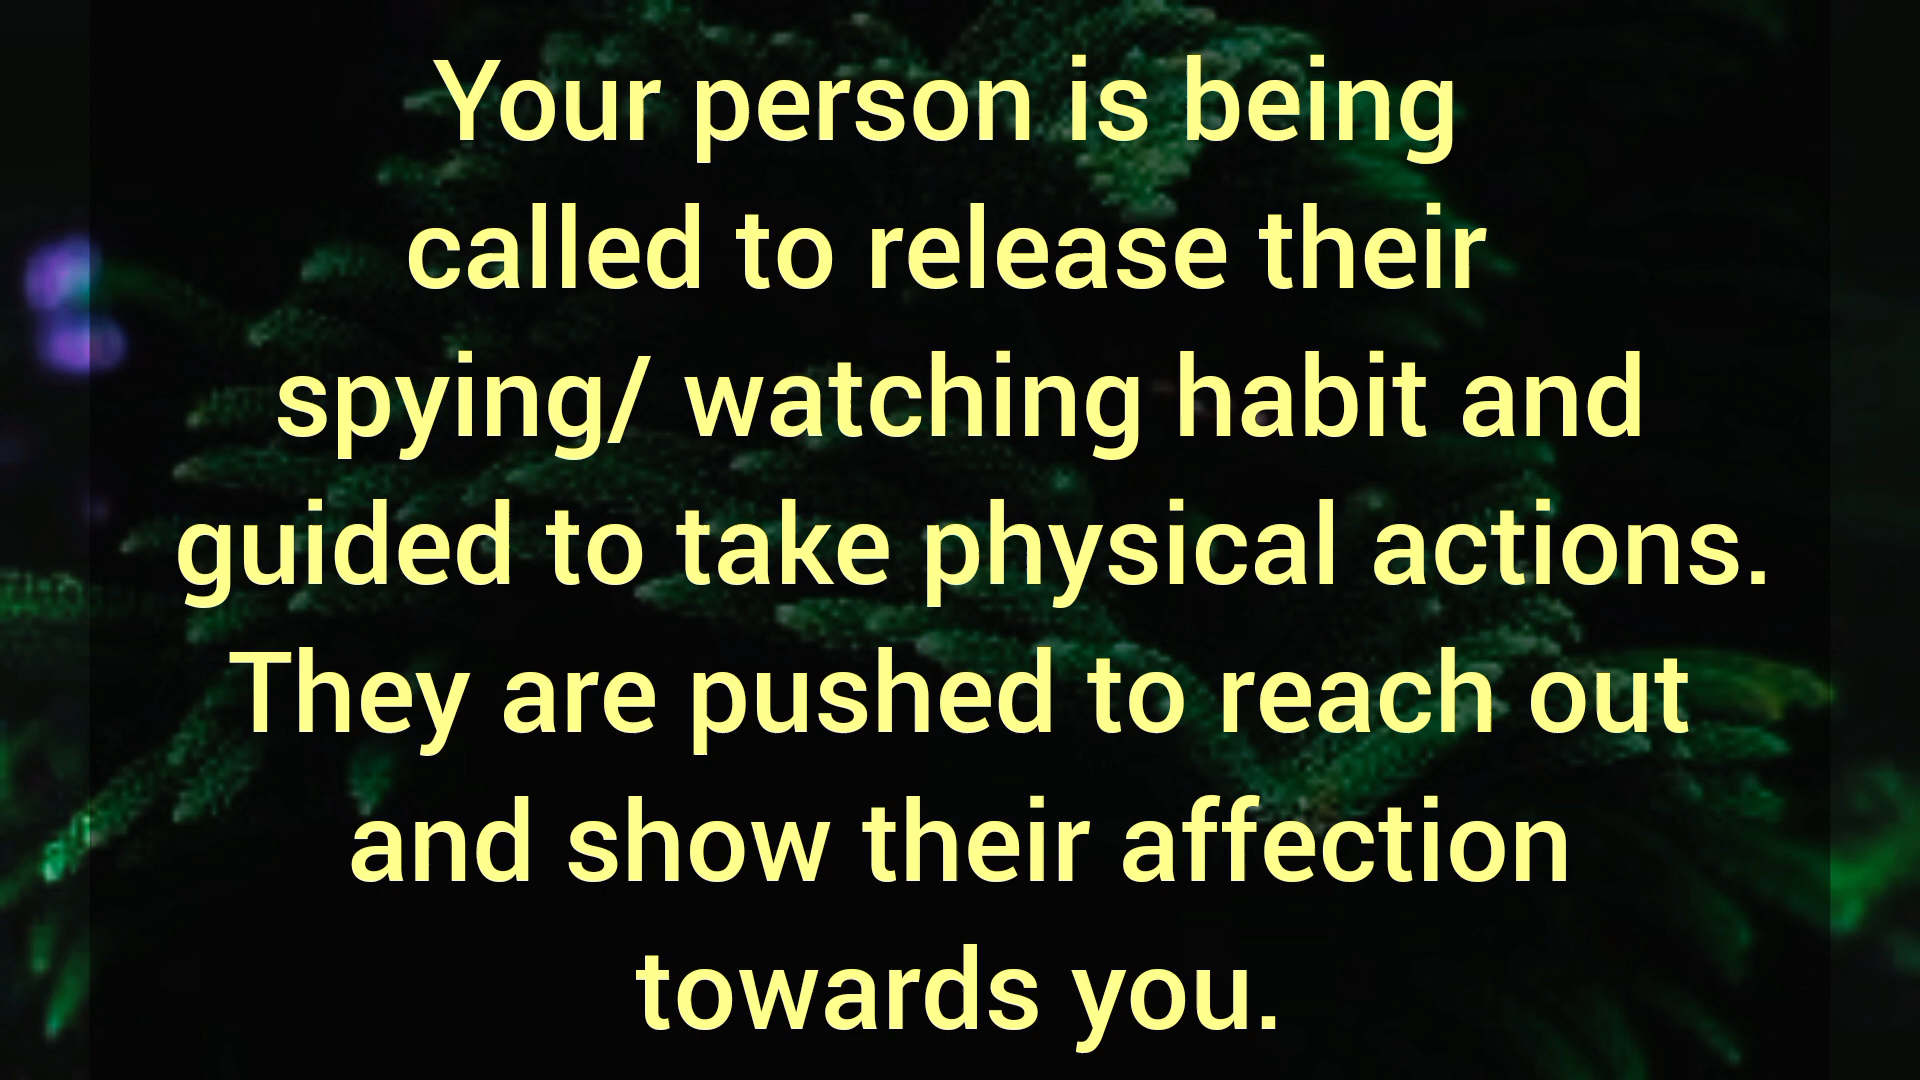 Your person is being
called to release their
spying/ watching habit and
guided to take physical actions.
They are pushed to reach out
and show their affection
towards you.